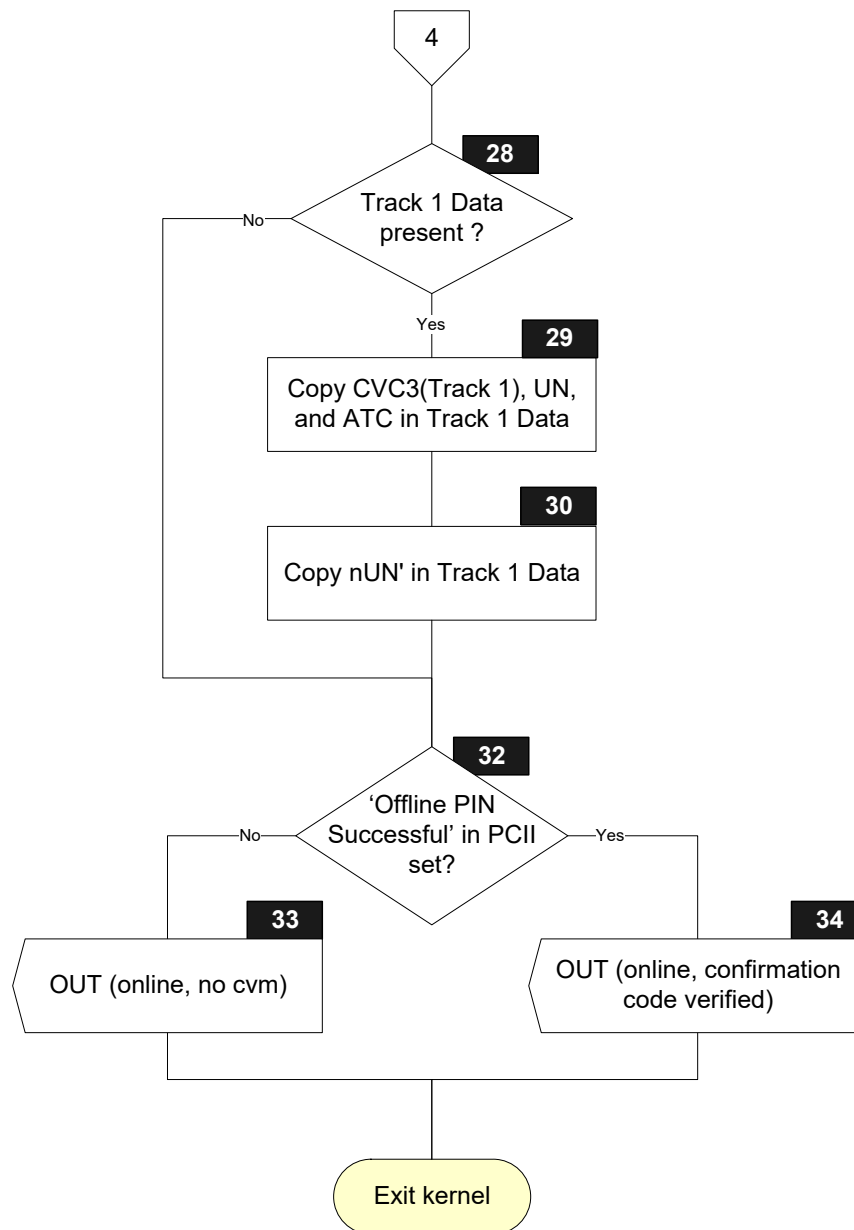 4
28
Track 1 Data
present ?
No
Yes
29
Copy CVC3(Track 1), UN,
and ATC in Track 1 Data
30
Copy nUN' in Track 1 Data
32
‘Offline PIN
Successful’ in PCII
set?
No
Yes
33
OUT (online, no cvm)
34
OUT (online, confirmation
code verified)
Exit kernel